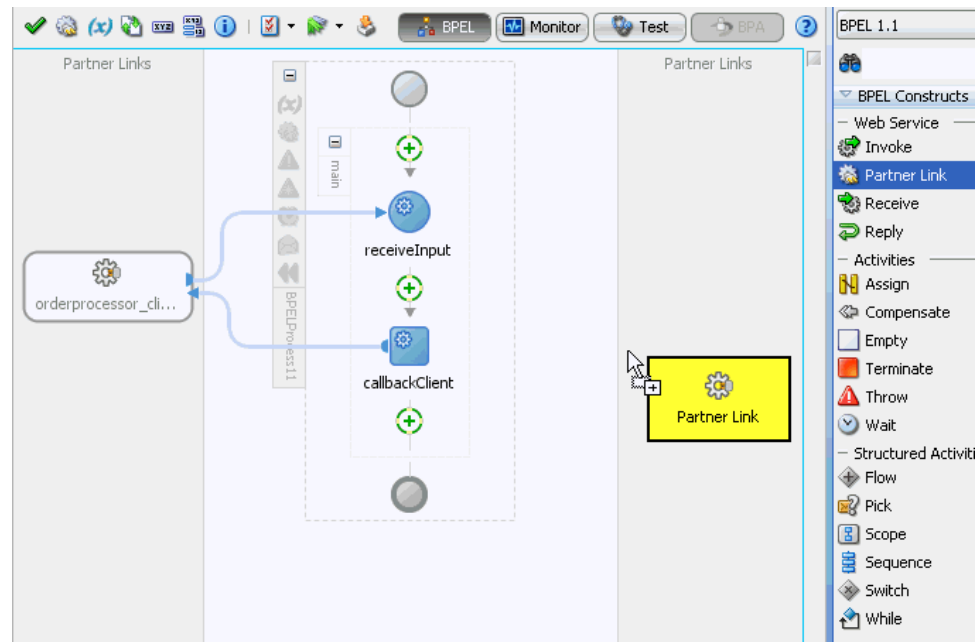 (x)
XYZ
BPEL
Monitor
Test
BPA
BPEL 1.1
Partner Links
Partner Links
BPEL Constructs
Web Service
Invoke
Partner Link
Receive
Reply
Activities
Assign
Compensate
Empty
Terminate
Throw
Wait
Structured Activiti
Flow
Pick
Scope
Sequence
Switch
While
(x)
main
receiveInput
orderprocessor_cli...
BPELProcess11
callbackClient
Partner Link